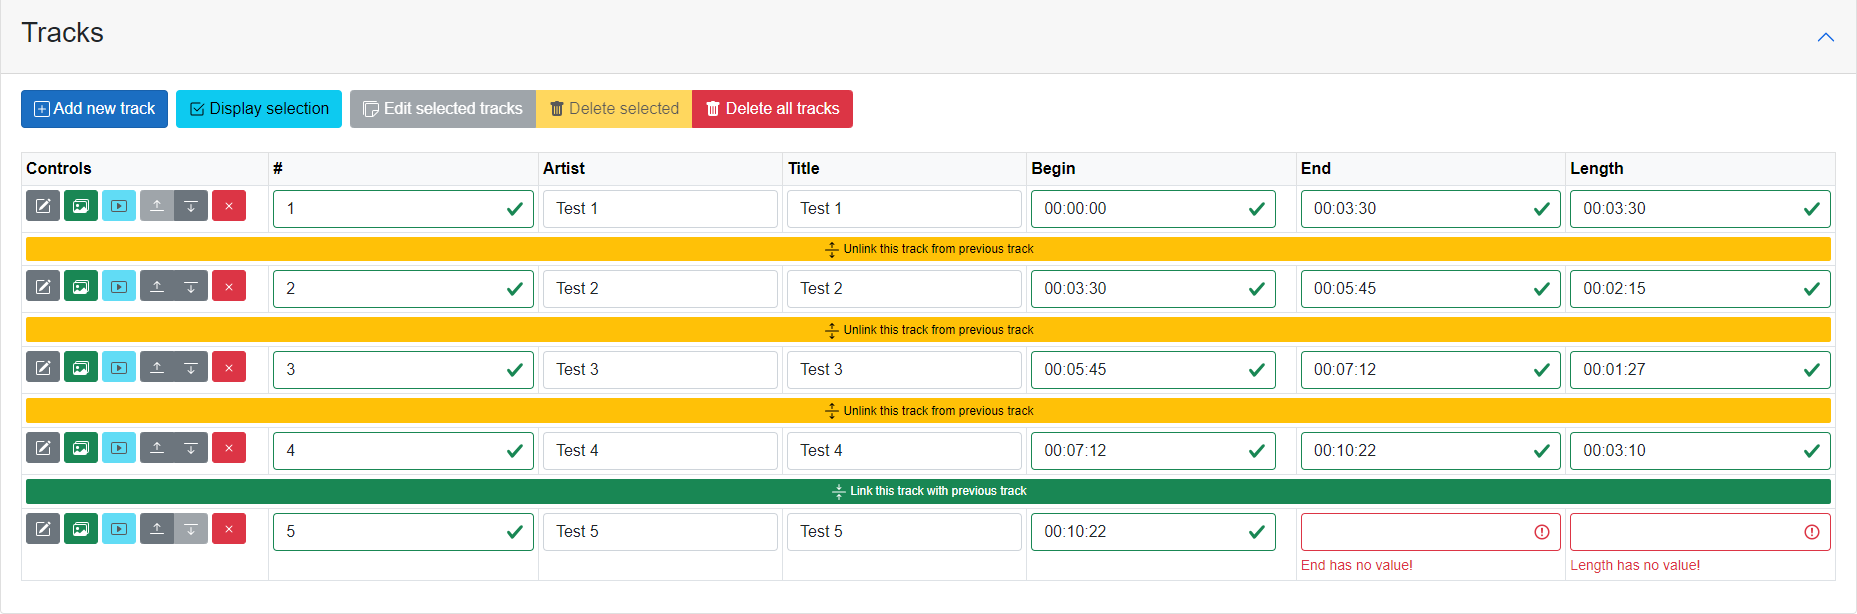 Tracks
Add new track Display selection Edit selected tracks Delete selected Delete all tracks
Controls # Artist Title Begin End Length
1 Test 1 Test 1 00:00:00 00:03:30 00:03:30
Unlink this track from previous track
2 Test 2 Test 2 00:03:30 00:05:45 00:02:15
Unlink this track from previous track
3 Test 3 Test 3 00:05:45 00:07:12 00:01:27
Unlink this track from previous track
4 Test 4 Test 4 00:07:12 00:10:22 00:03:10
Link this track with previous track
5 Test 5 Test 5 00:10:22
End has no value! Length has no value!